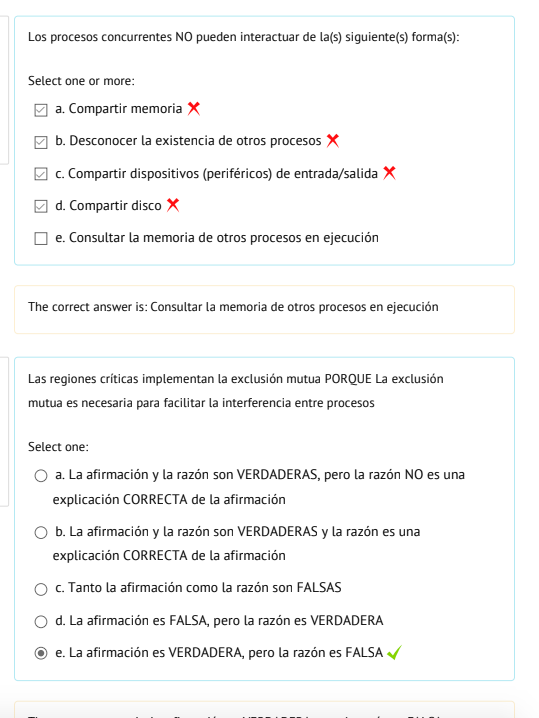 Los procesos concurrentes NO pueden interactuar de la(s) siguiente(s) forma(s):
Select one or more:
a. Compartir memoria
b. Desconocer la existencia de otros procesos
c. Compartir dispositivos (periféricos) de entrada/salida
d. Compartir disco
e. Consultar la memoria de otros procesos en ejecución
The correct answer is: Consultar la memoria de otros procesos en ejecución
Las regiones críticas implementan la exclusión mutua PORQUE La exclusión
mutua es necesaria para facilitar la interferencia entre procesos
Select one:
a. La afirmación y la razón son VERDADERAS, pero la razón NO es una
explicación CORRECTA de la afirmación
b. La afirmación y la razón son VERDADERAS y la razón es una
explicación CORRECTA de la afirmación
c. Tanto la afirmación como la razón son FALSAS
d. La afirmación es FALSA, pero la razón es VERDADERA
e. La afirmación es VERDADERA, pero la razón es FALSA